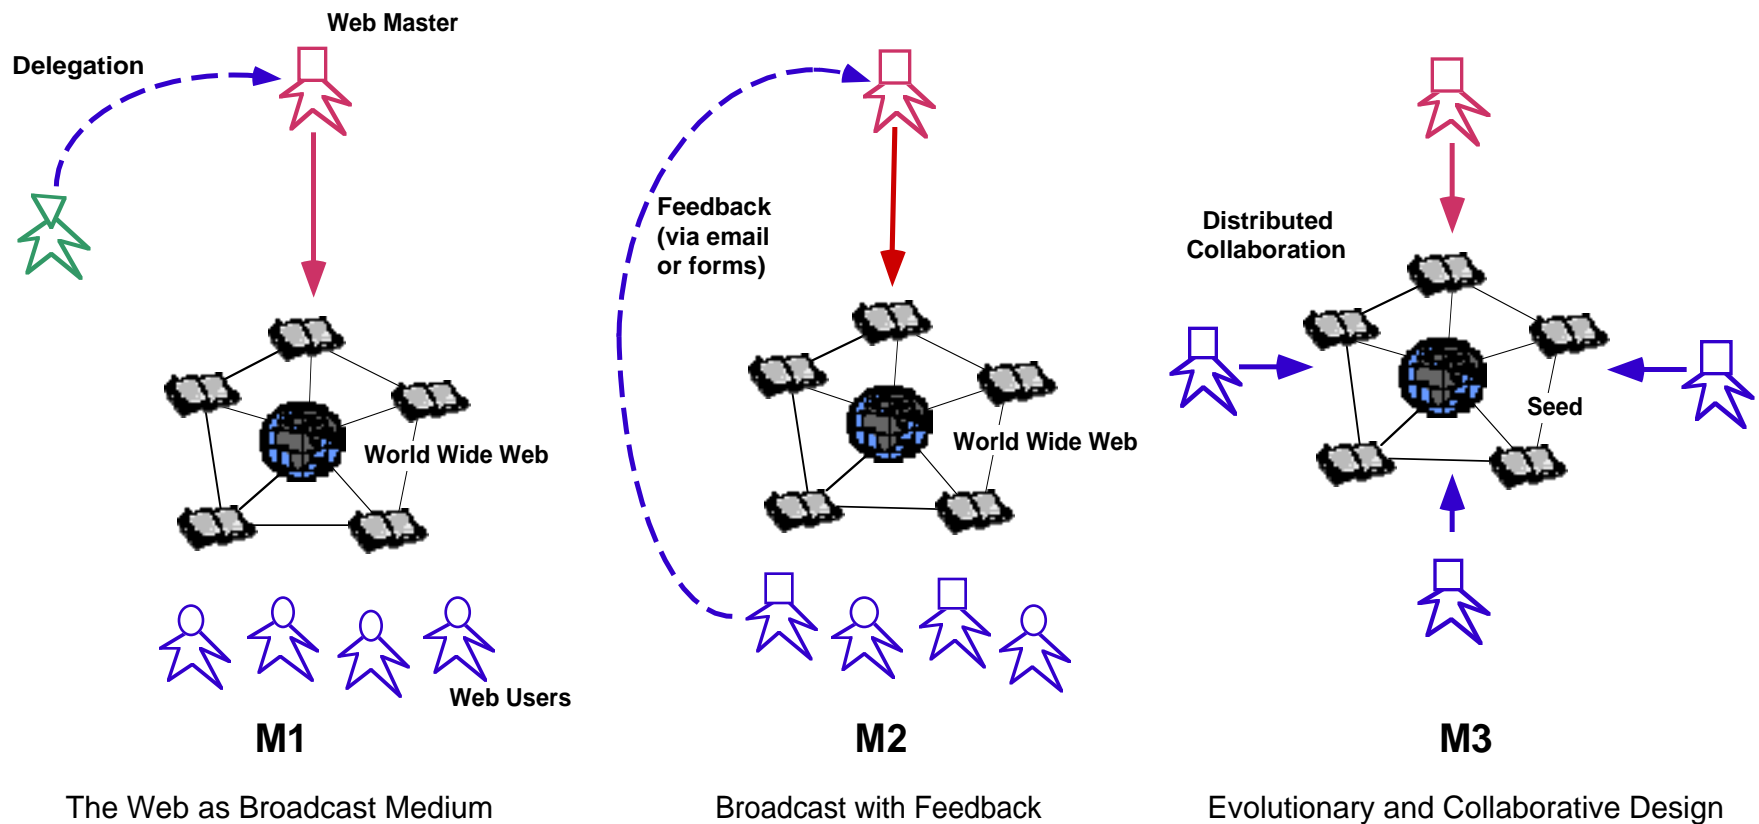 Web Master
Delegation
World Wide Web
Web Users
M1
The Web as Broadcast Medium
Feedback
(via email
or forms)
World Wide Web
M2
Broadcast with Feedback
Distributed
Collaboration
Seed
M3
Evolutionary and Collaborative Design